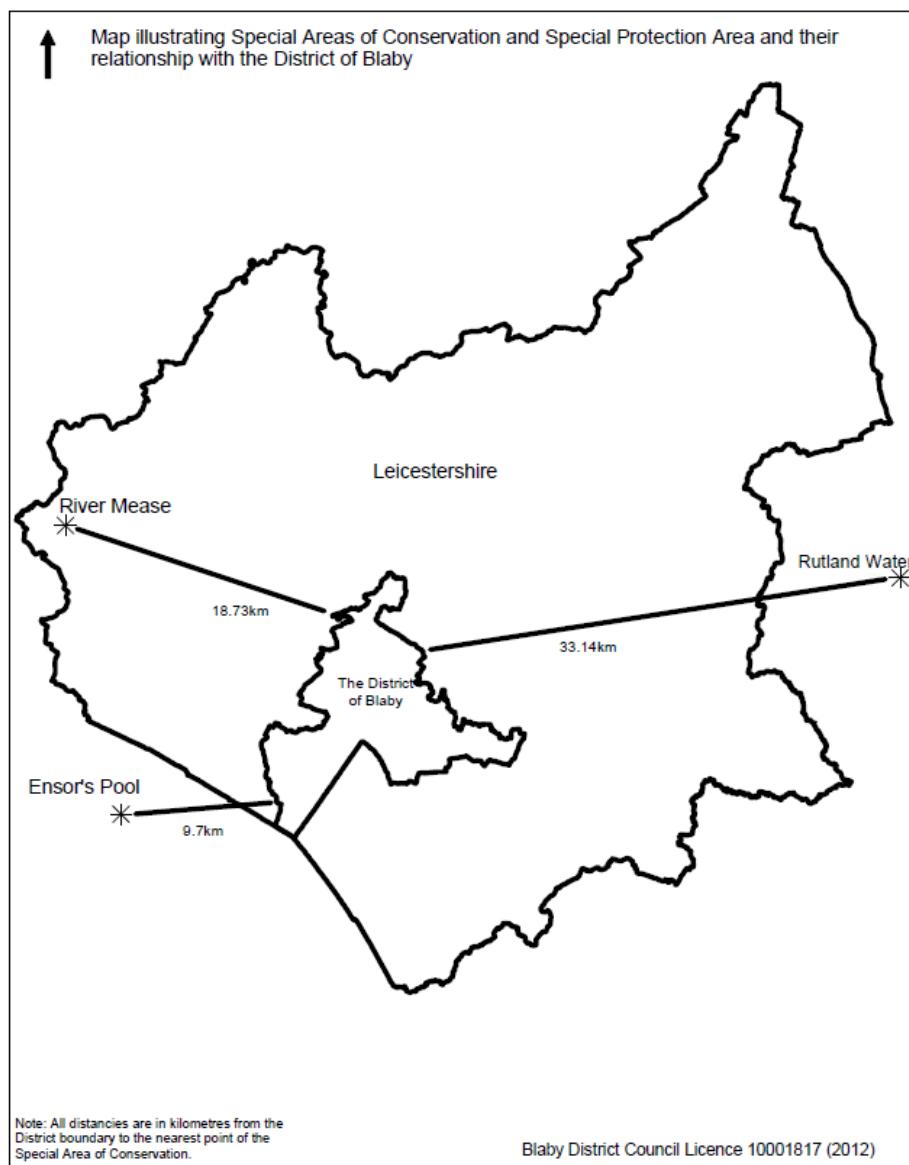 Map illustrating Special Areas of Conservation and Special Protection Area and their
relationship with the District of Blaby
Leicestershire
River Mease
Rutland Water
18.73km
33.14km
The District
of Blaby
Ensor's Pool
9.7km
Note: All distancies are in kilometres from the
District boundary to the nearest point of the
Special Area of Conservation.
Blaby District Council Licence 10001817 (2012)